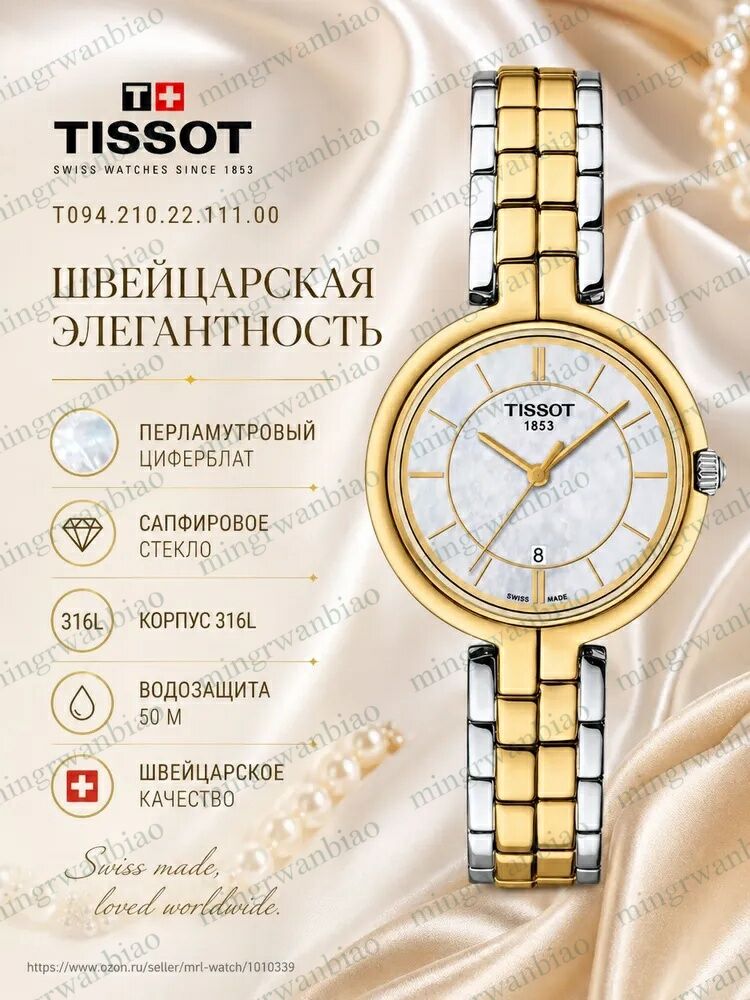 T+
TISSOT
SWISS WATCHES SINCE 1853
T094.210.22.111.00
ШВЕЙЦАРСКАЯ
ЭЛЕГАНТНОСТЬ
ПЕРЛАМУТРОВЫЙ
ЦИФЕРБЛАТ
САПФИРОВОЕ
СТЕКЛО
316L
КОРПУС 316L
ВОДОЗАЩИТА
50 М
ШВЕЙЦАРСКОЕ
КАЧЕСТВО
Swiss made,
loved worldwide.
https://www.ozon.ru/seller/mrl-watch/1010339
TISSOT
1853
8
SWISS MADE
mingrwanbiao